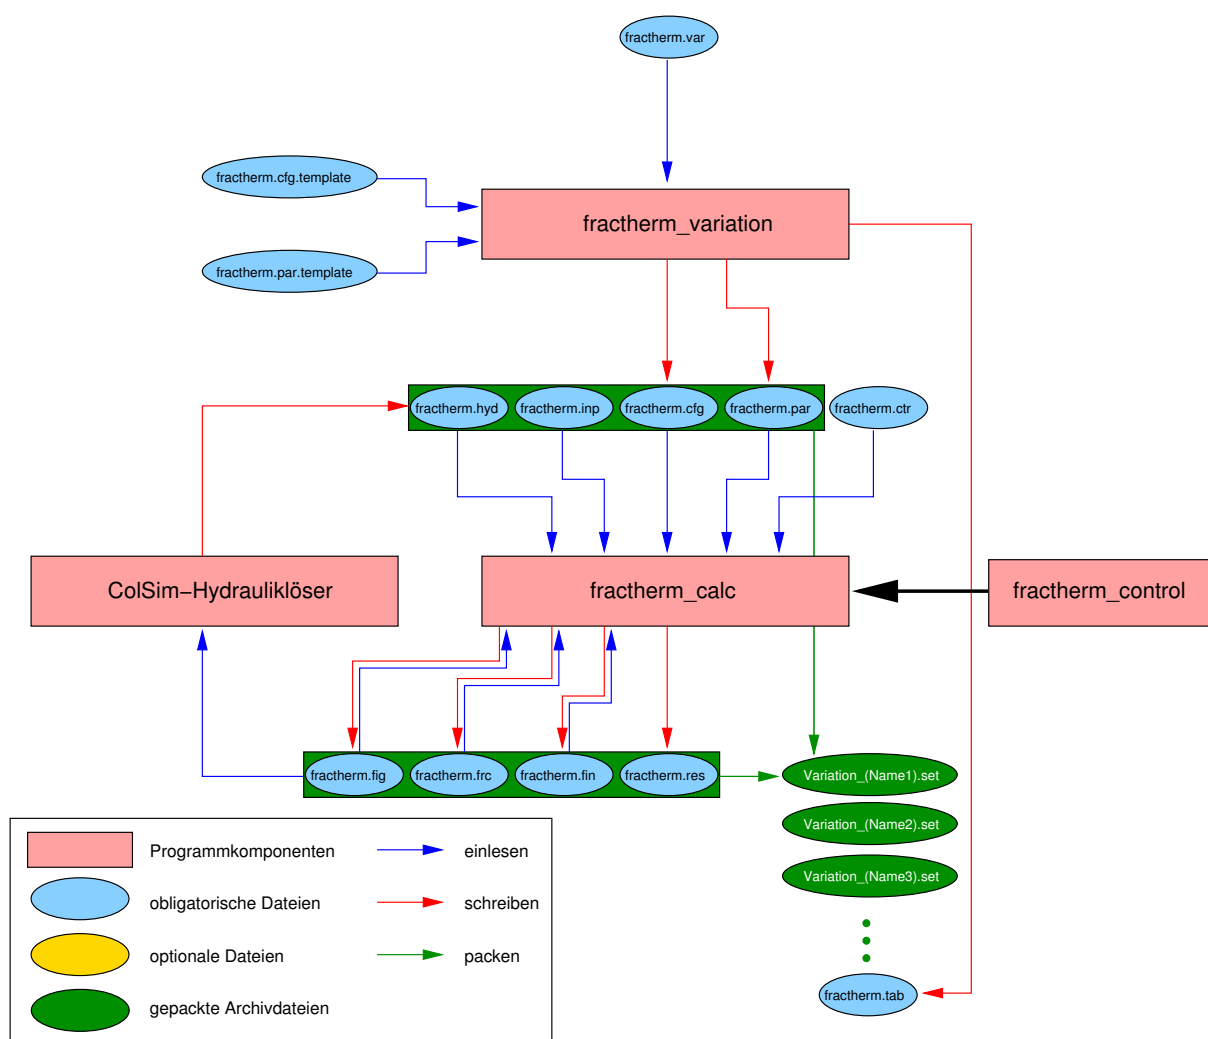 fractherm.var
fractherm.cfg.template
fractherm_variation
fractherm.par.template
fractherm.hyd
fractherm.inp
fractherm.cfg
fractherm.par
fractherm.ctr
ColSim−Hydrauliklöser
fractherm_calc
fractherm_control
fractherm.fig
fractherm.frc
fractherm.fin
fractherm.res
Variation_(Name1).set
Variation_(Name2).set
Variation_(Name3).set
fractherm.tab
Programmkomponenten
einlesen
obligatorische Dateien
schreiben
optionale Dateien
packen
gepackte Archivdateien